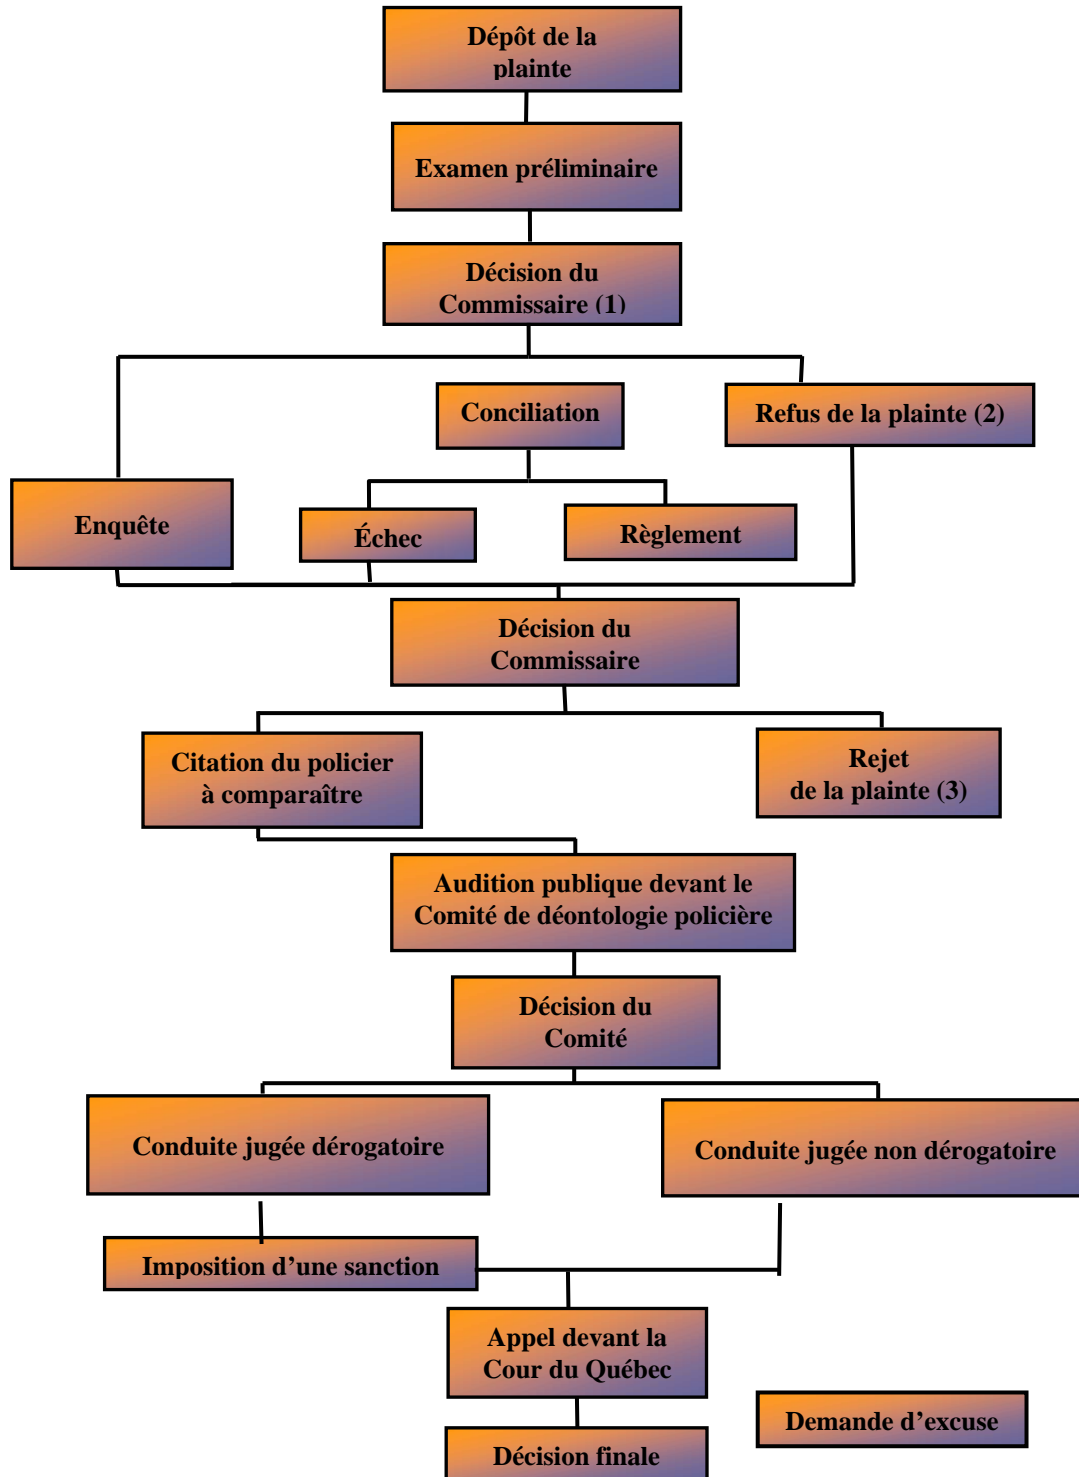 Dépôt de la
plainte
Examen préliminaire
Décision du
Commissaire (1)
Conciliation
Refus de la plainte (2)
Enquête
Échec
Règlement
Décision du
Commissaire
Citation du policier
à comparaître
Rejet
de la plainte (3)
Audition publique devant le
Comité de déontologie policière
Décision du
Comité
Conduite jugée dérogatoire
Conduite jugée non dérogatoire
Imposition d’une sanction
Appel devant la
Cour du Québec
Demande d’excuse
Décision finale